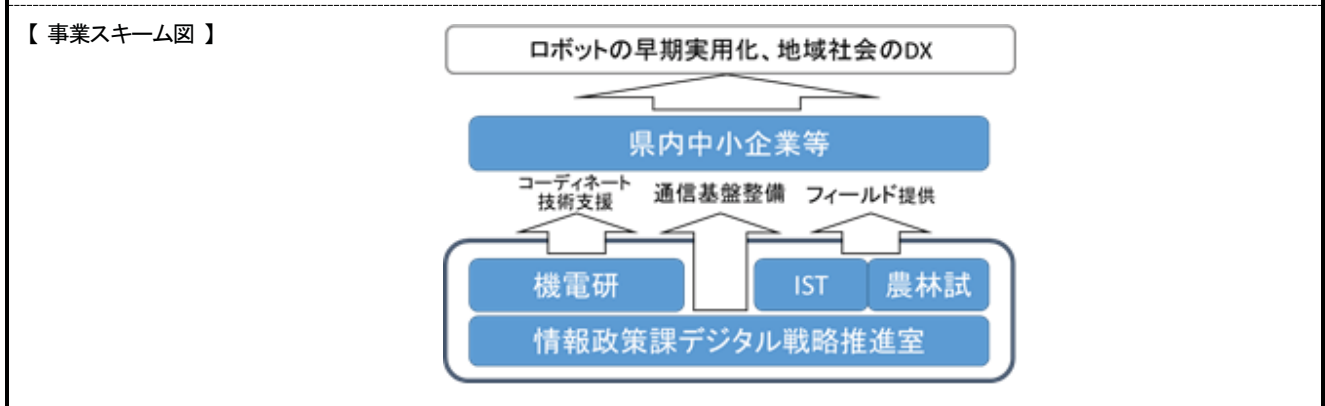 【 事業スキーム図 】
ロボットの早期実用化、地域社会のDX
県内中小企業等
コーディネート
技術支援
通信基盤整備
フィールド提供
機電研
IST
農林試
情報政策課デジタル戦略推進室